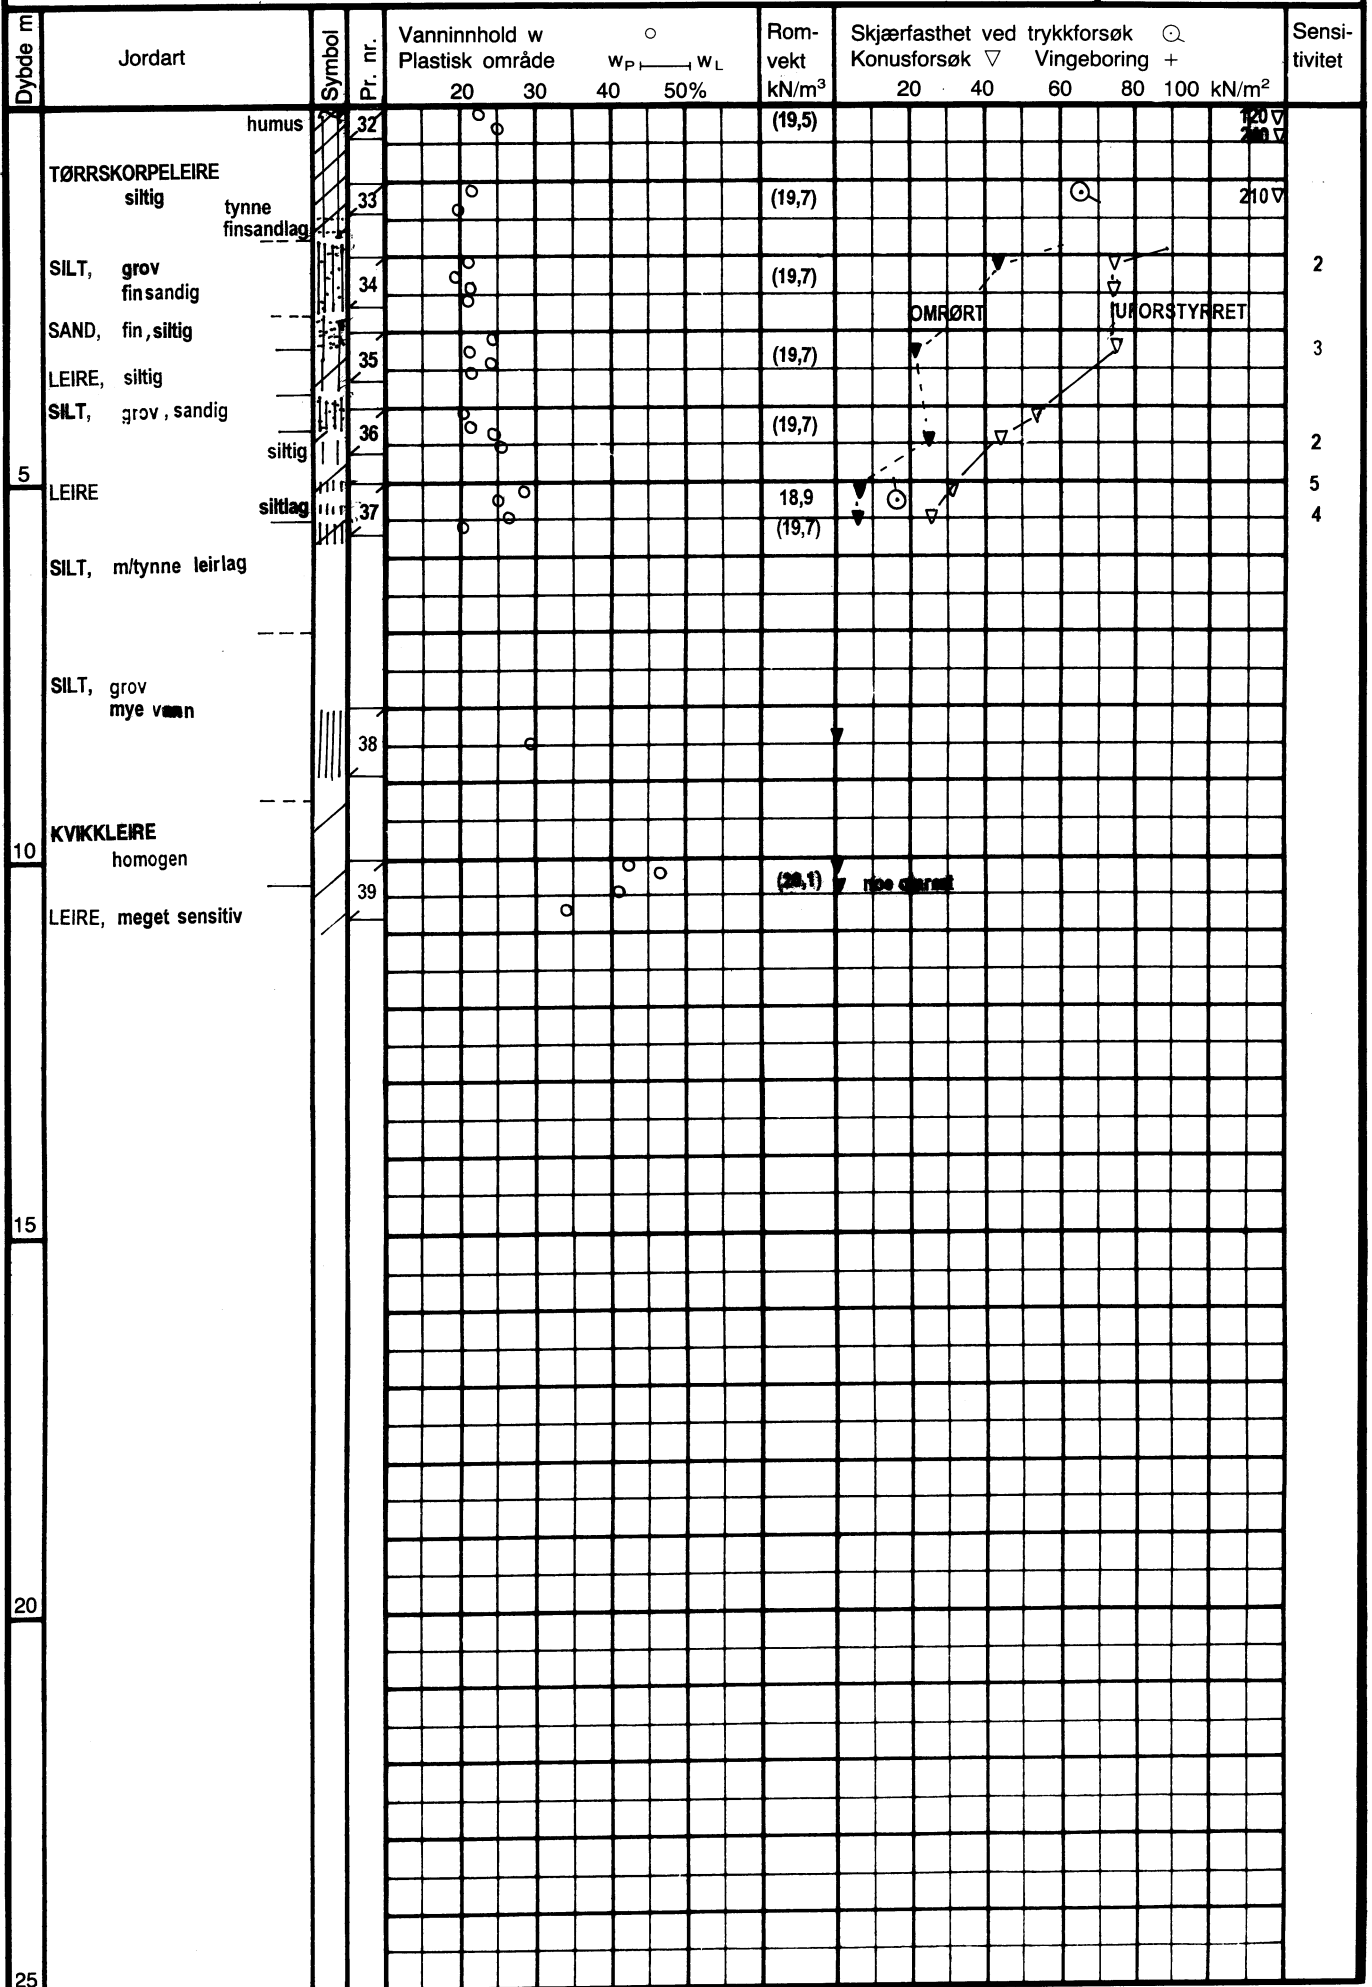 Dybde m
Jordart
Symbol
Pr. nr.
Vanninnhold w
Plastisk område wP wL
20 30 40 50%
Rom-
vekt
kN/m³
Skjærfasthet ved trykkforsøk
Konusforsøk ▽ Vingeboring +
20 40 60 80 100 kN/m²
Sensi-
tivitet
humus 32 (19,5) 120 ▽
TØRRSKORPELEIRE
siltig 33 (19,7) 210 ▽
tynne
finsandlag
SILT, grov 34 (19,7) 2
finsandig
OMRØRT UFORSTYRRET
SAND, fin, siltig
35 (19,7) 3
LEIRE, siltig
SILT, grov, sandig
36 (19,7) 2
siltig
5
LEIRE 18,9 5
siltlag 37 (19,7) 4
SILT, m/tynne leirlag
SILT, grov
mye vann
38
KVIKKLEIRE
10 homogen
39
LEIRE, meget sensitiv
15
20
25